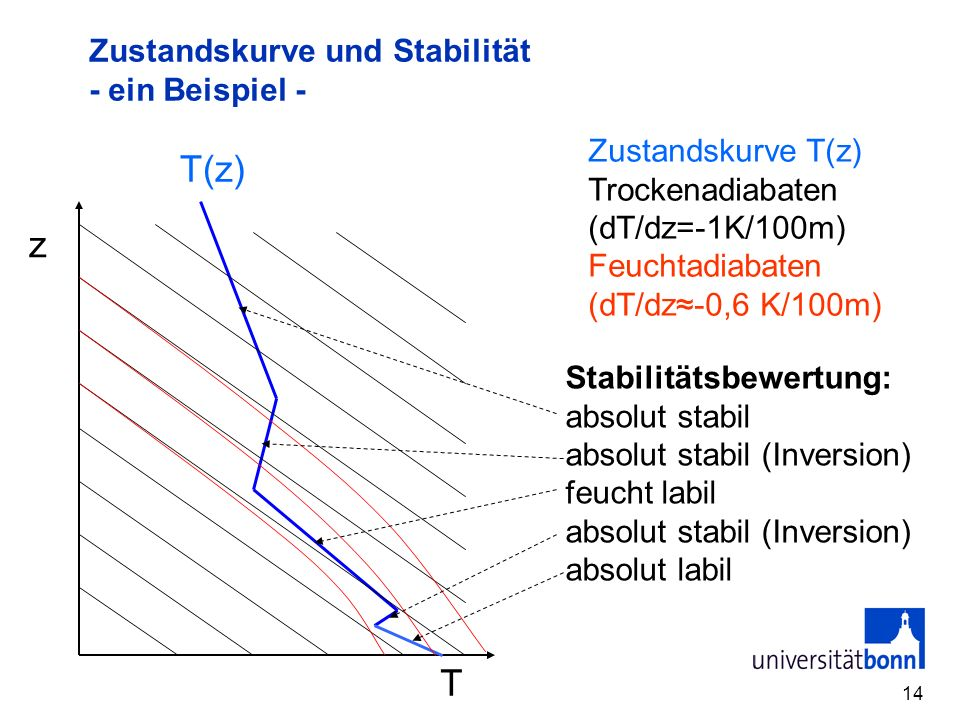 Zustandskurve und Stabilität
- ein Beispiel -
T(z)
z
T
Zustandskurve T(z)
Trockenadiabaten
(dT/dz=-1K/100m)
Feuchtadiabaten
(dT/dz≈-0,6 K/100m)
Stabilitätsbewertung:
absolut stabil
absolut stabil (Inversion)
feucht labil
absolut stabil (Inversion)
absolut labil
universitätbonn
14